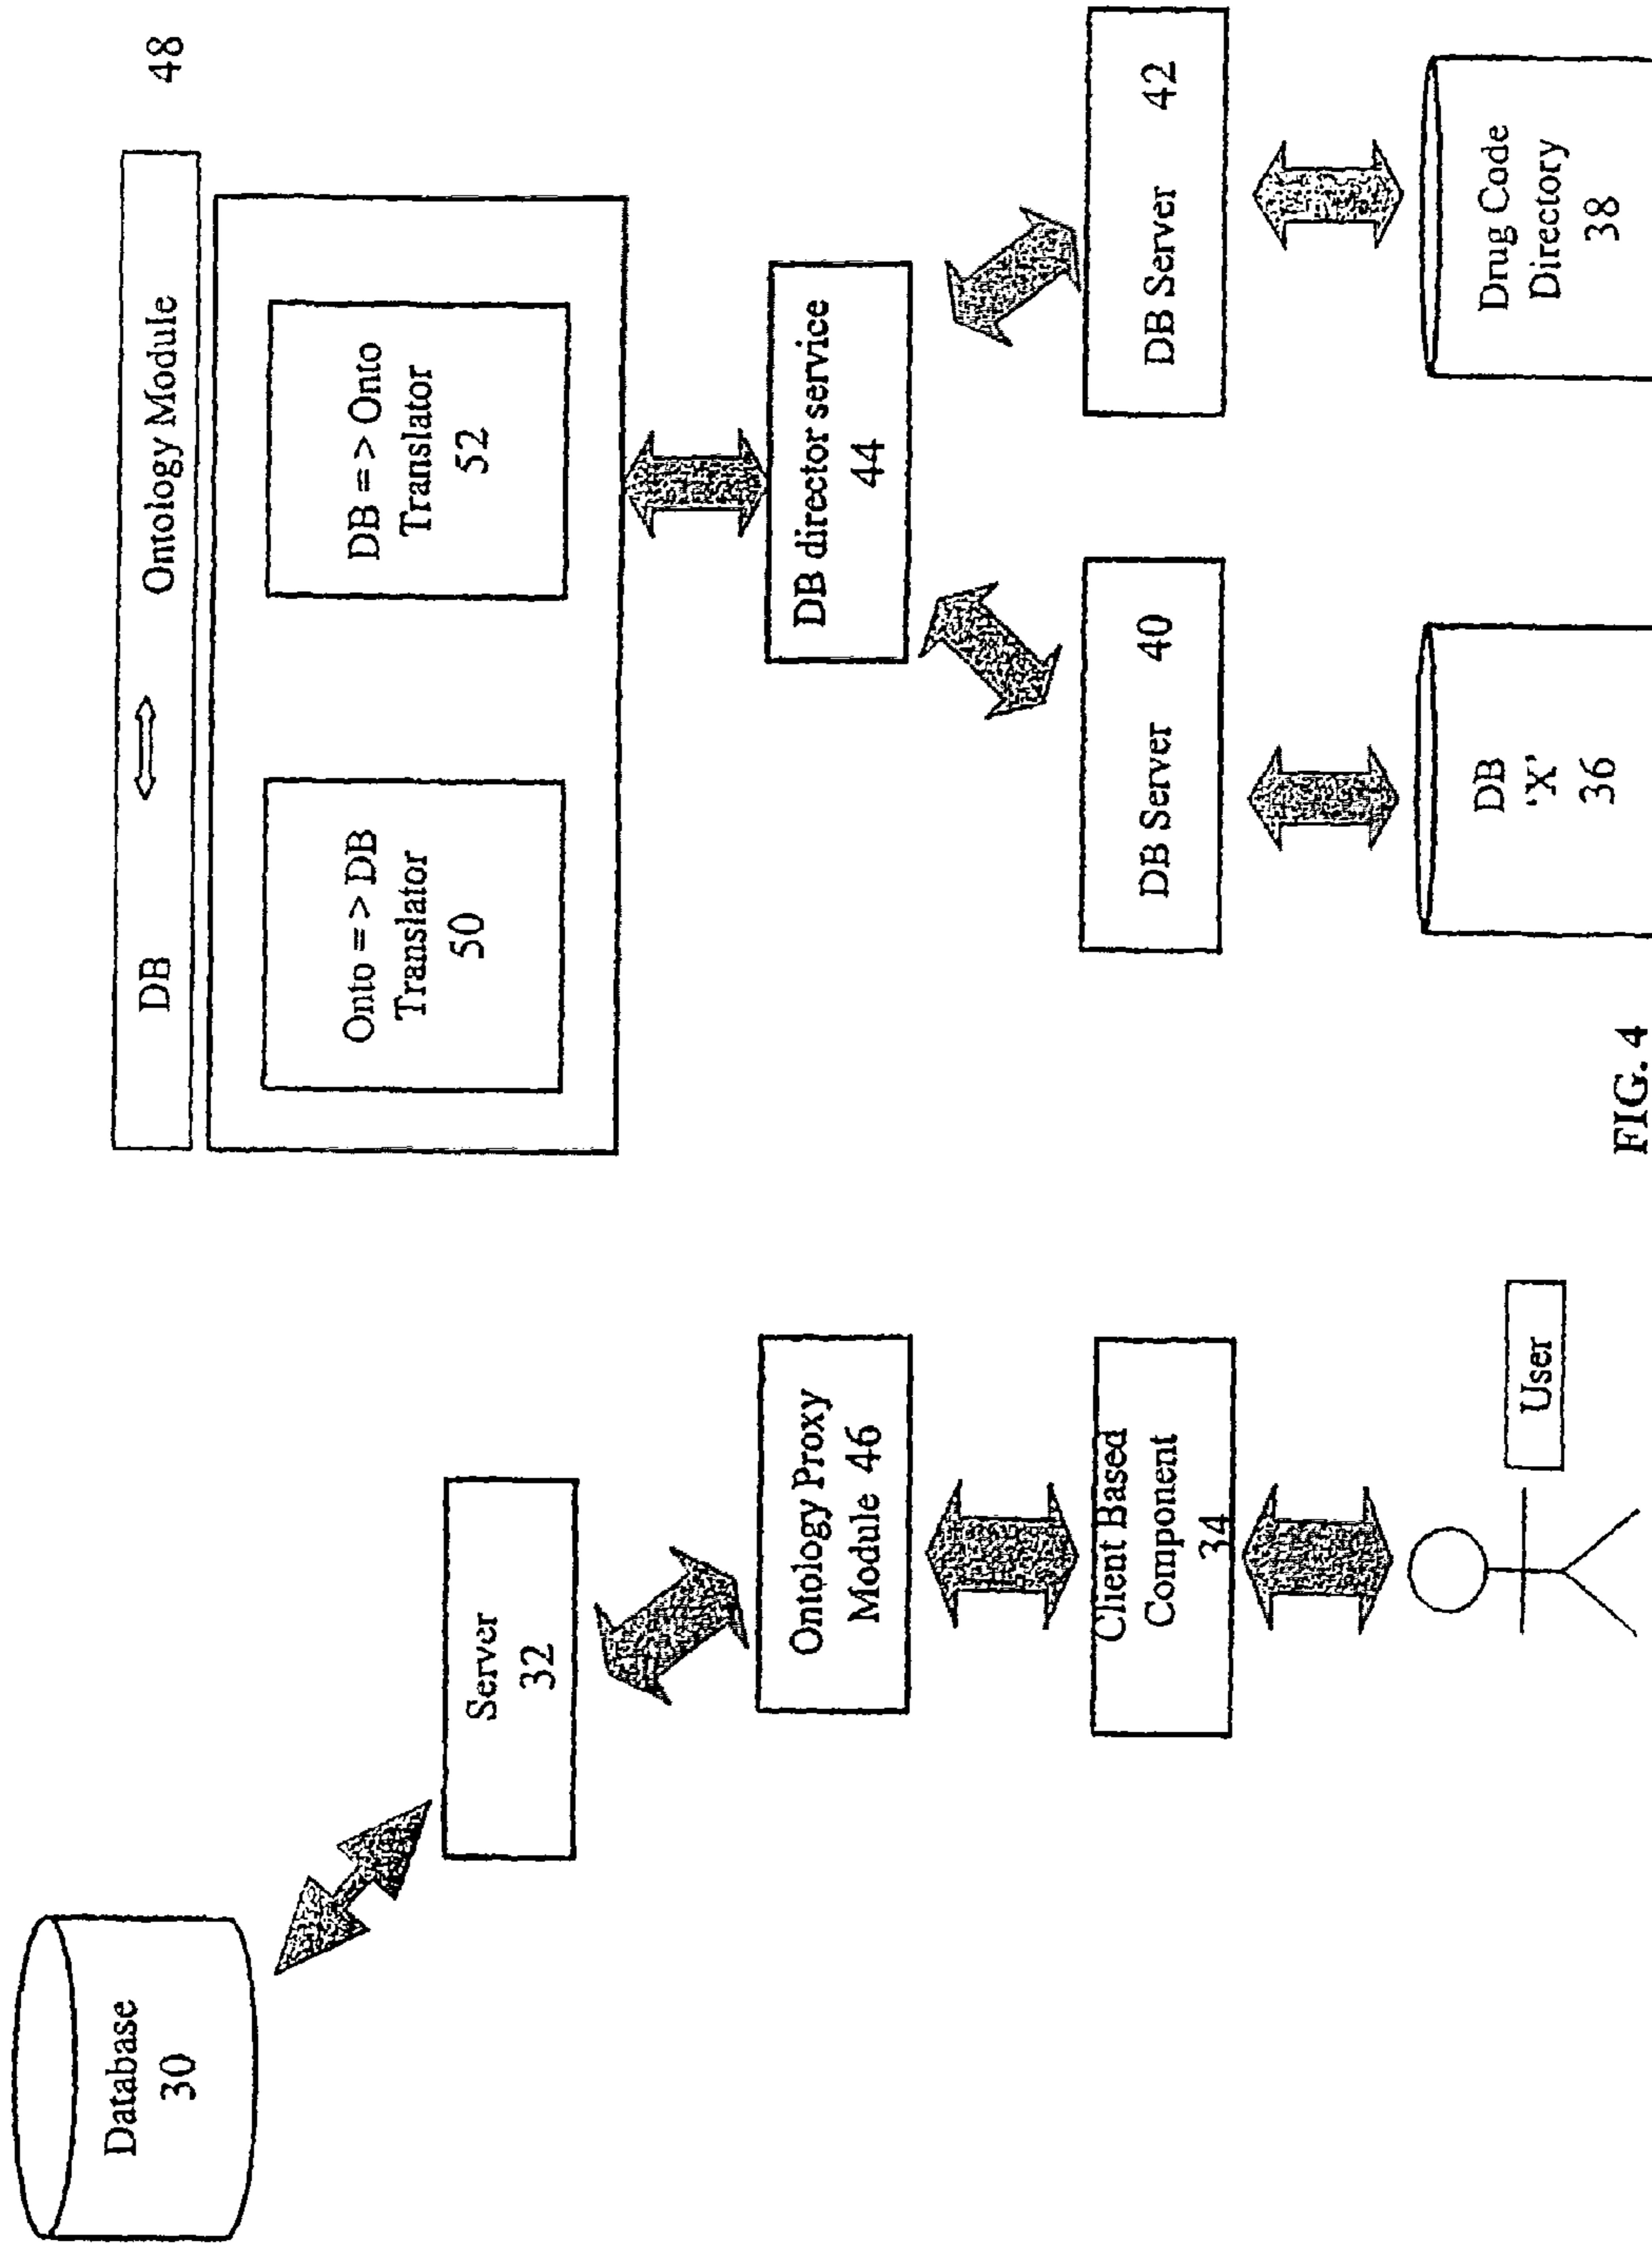 Database
30
Server
32
Ontology Proxy
Module 46
Client Based
Component
34
User
DB ⇔ Ontology Module 48
Onto = > DB
Translator
50
DB = > Onto
Translator
52
DB director service
44
DB Server 40
DB Server 42
DB
'X'
36
Drug Code
Directory
38
FIG. 4